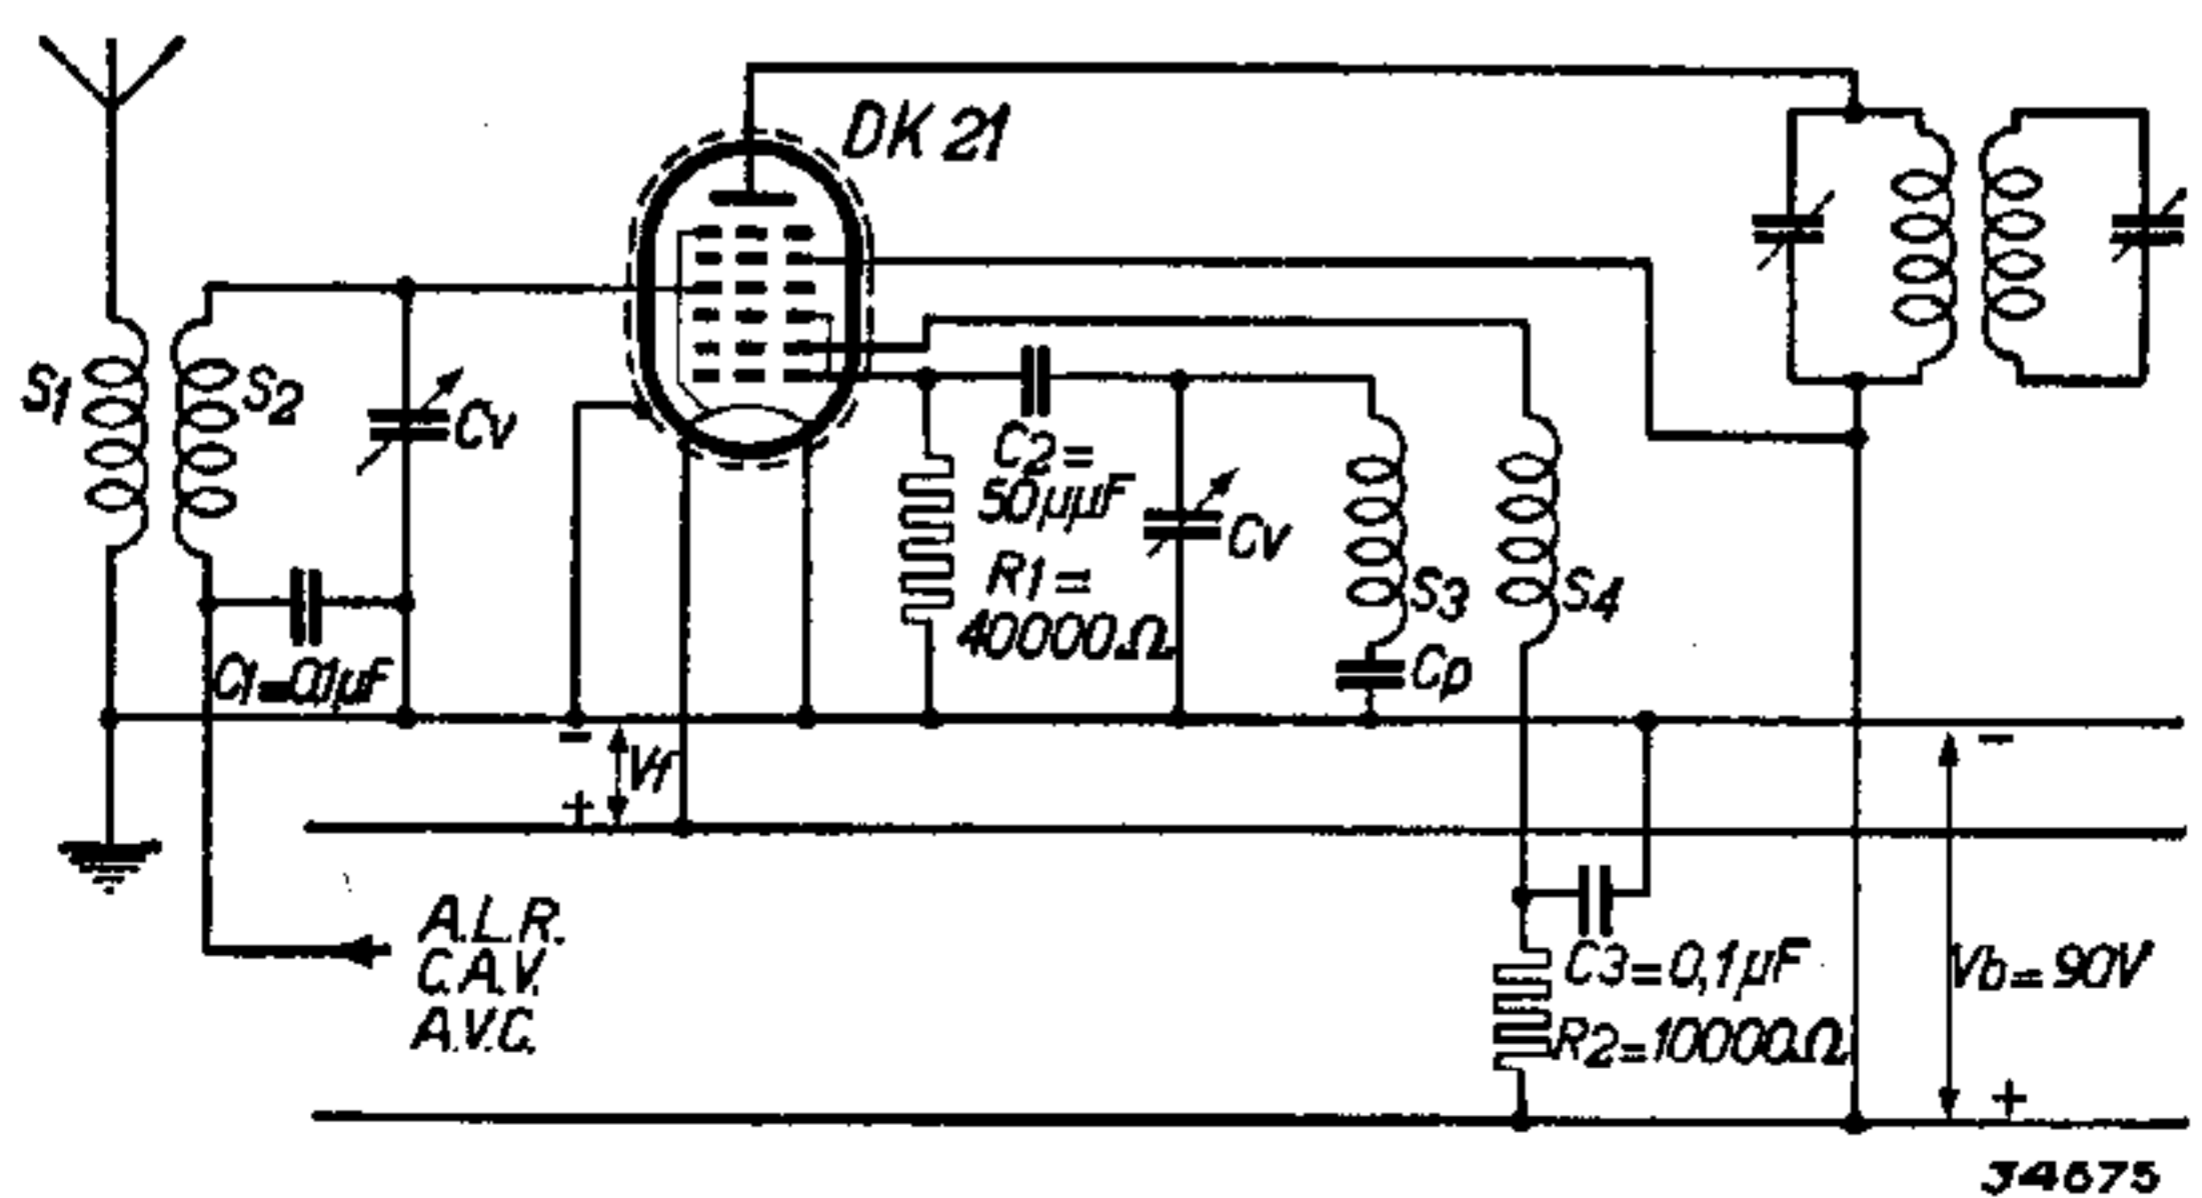 DK 21
S1
S2
Cv
C2=
50µµF
R1=
40000Ω
Cv
S3
S4
Cp
C1=0,1µF
-
Vf
+
-
A.L.R.
C.A.V.
A.V.C.
C3=0,1µF
R2=10000Ω
Vb=90V
+
34675